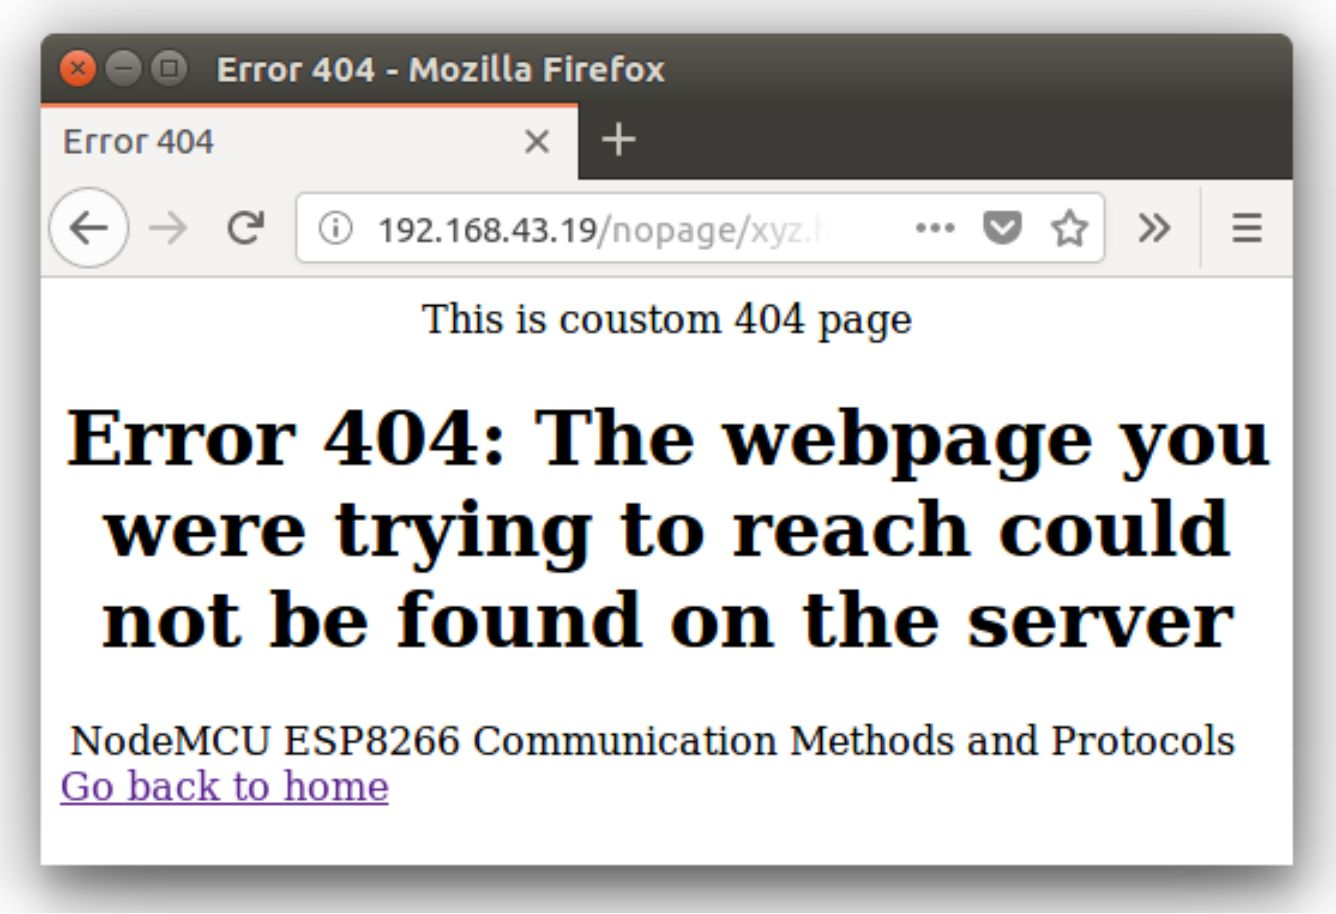 Error 404 - Mozilla Firefox
Error 404
192.168.43.19/nopage/xyz.h
This is coustom 404 page
Error 404: The webpage you
were trying to reach could
not be found on the server
NodeMCU ESP8266 Communication Methods and Protocols
Go back to home